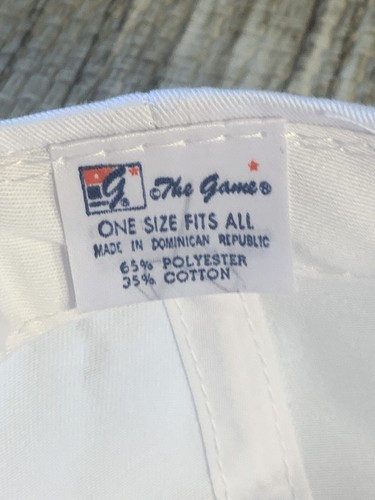 G® ©The Game®
ONE SIZE FITS ALL
MADE IN DOMINICAN REPUBLIC
65% POLYESTER
35% COTTON